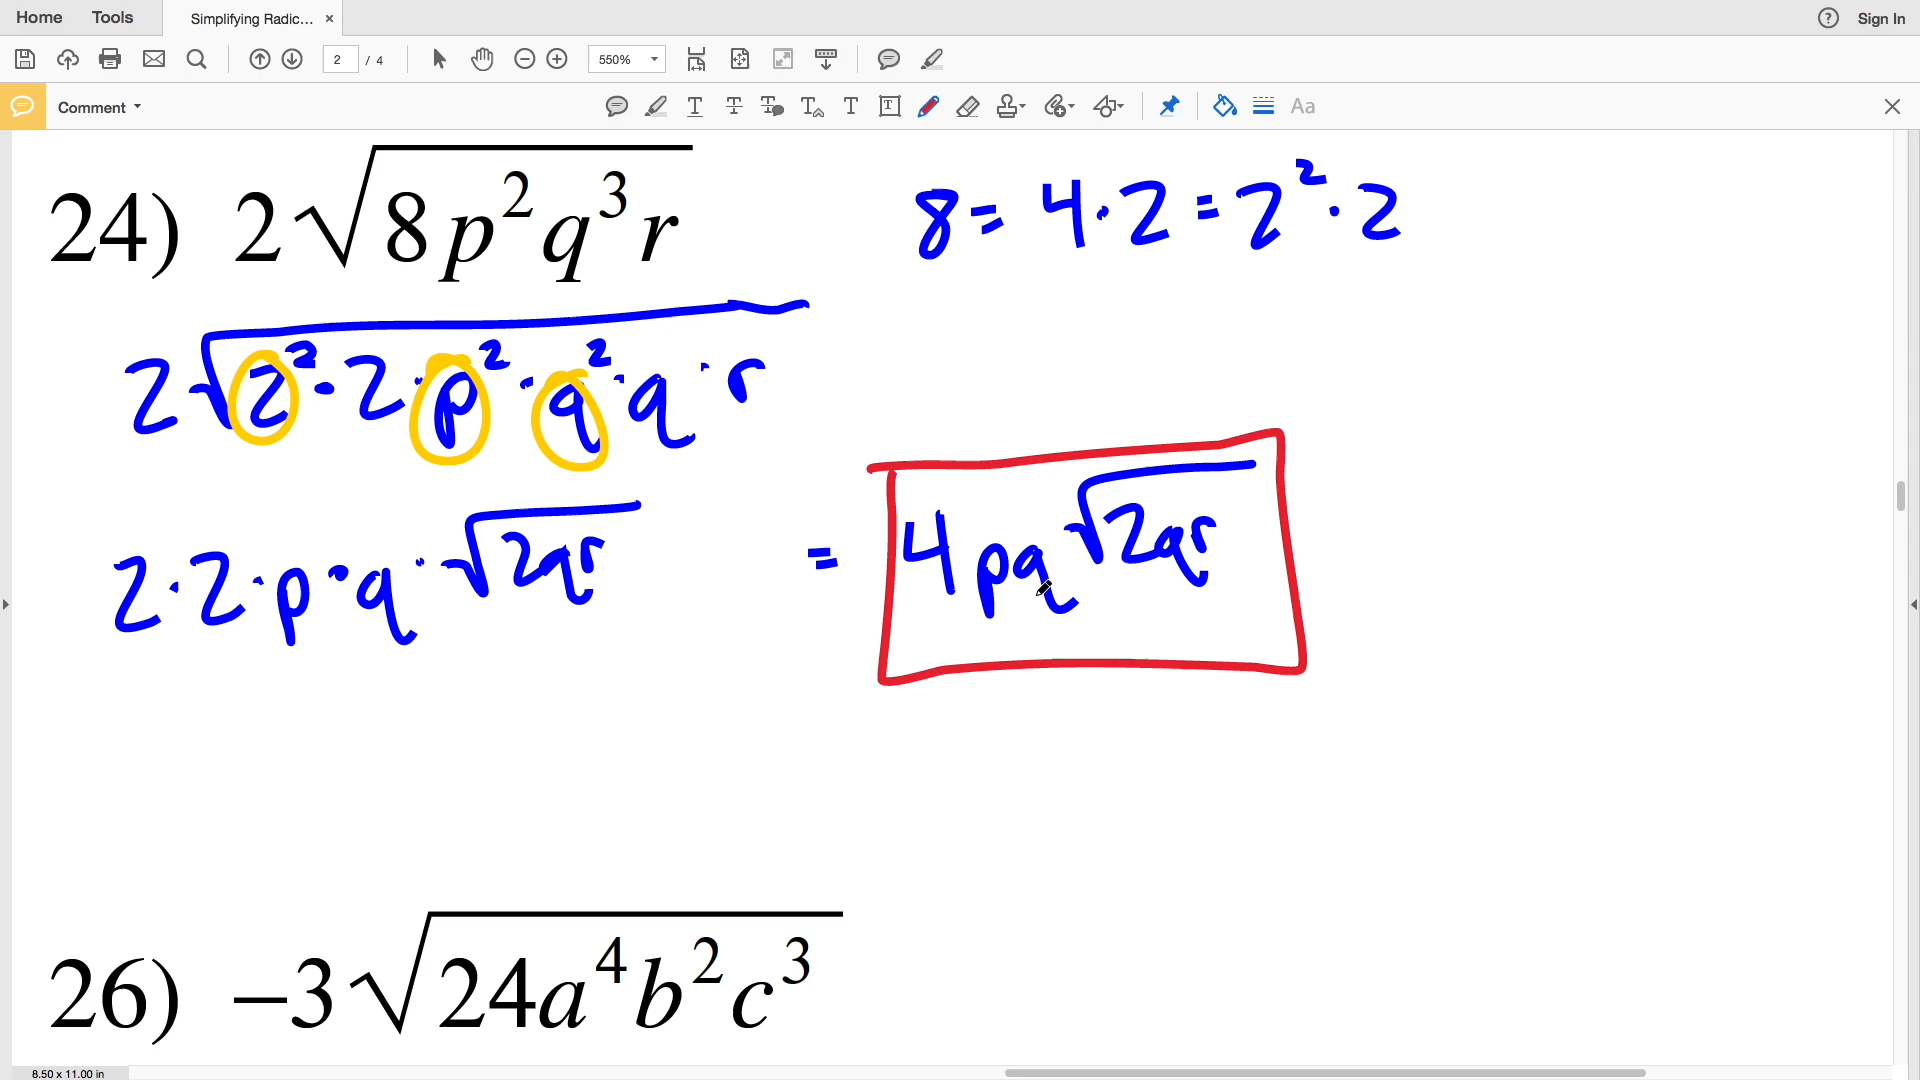 Home Tools Simplifying Radic... × ? Sign In
2 / 4 550%
Comment T T T T T T Aa
24) 2√8p²q³r
8 = 4·2 = 2²·2
2√2²·2·p²·q²·q·r
2·2·p·q·√2qr = 4pq√2qr
26) –3√24a⁴b²c³
8.50 x 11.00 in